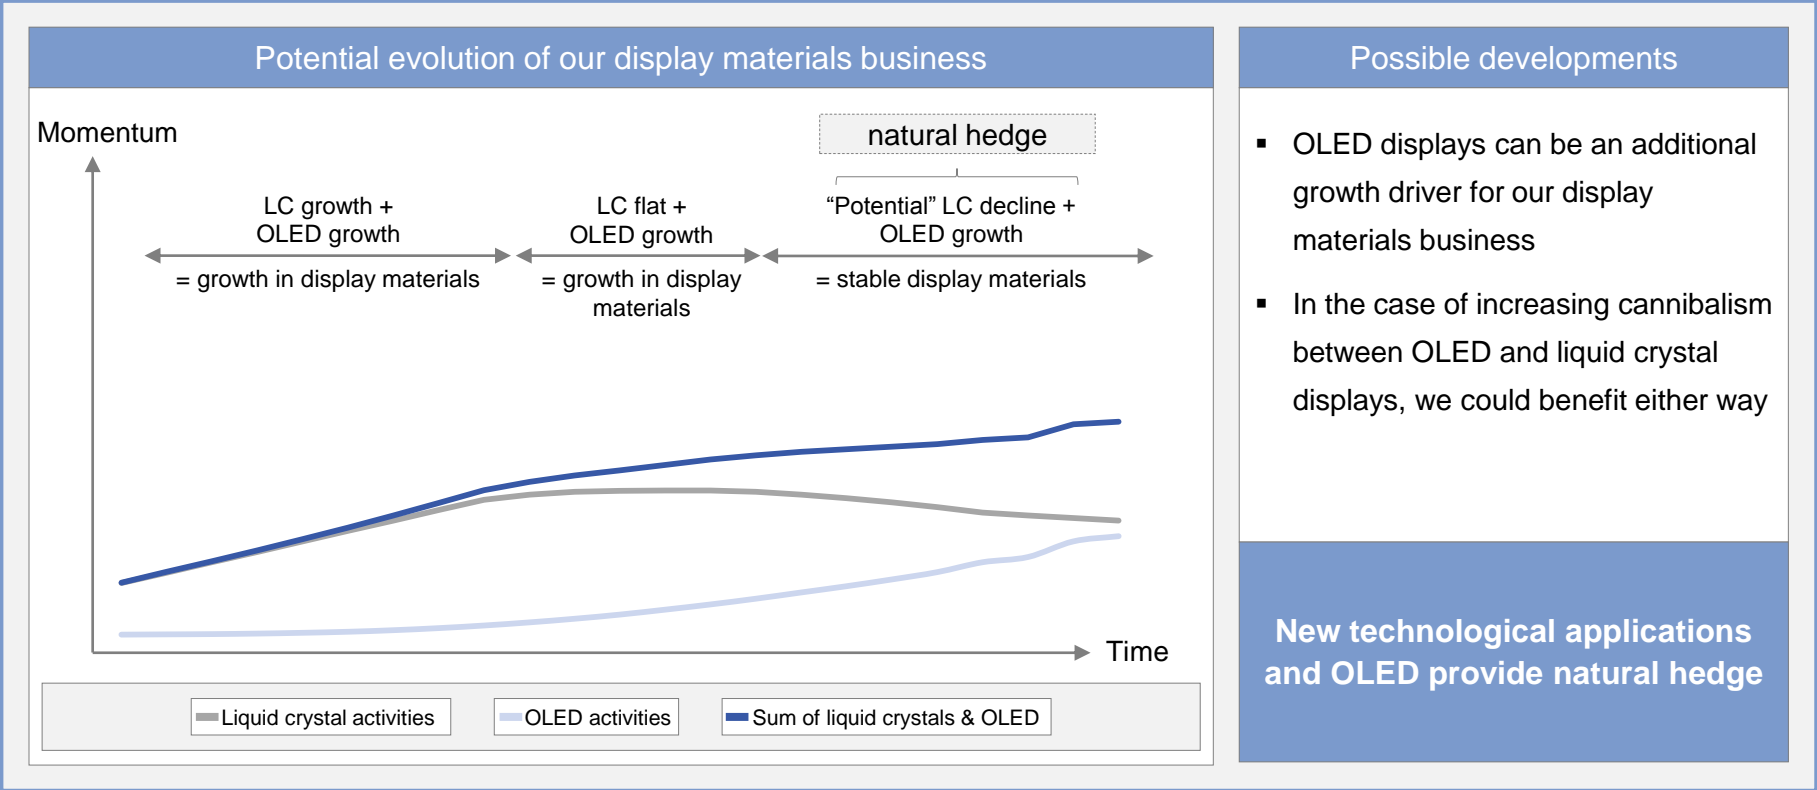 Potential evolution of our display materials business
Momentum
natural hedge
LC growth +
OLED growth
= growth in display materials
LC flat +
OLED growth
= growth in display
materials
“Potential” LC decline +
OLED growth
= stable display materials
Time
Liquid crystal activities
OLED activities
Sum of liquid crystals & OLED
Possible developments
▪ OLED displays can be an additional
growth driver for our display
materials business
▪ In the case of increasing cannibalism
between OLED and liquid crystal
displays, we could benefit either way
New technological applications
and OLED provide natural hedge